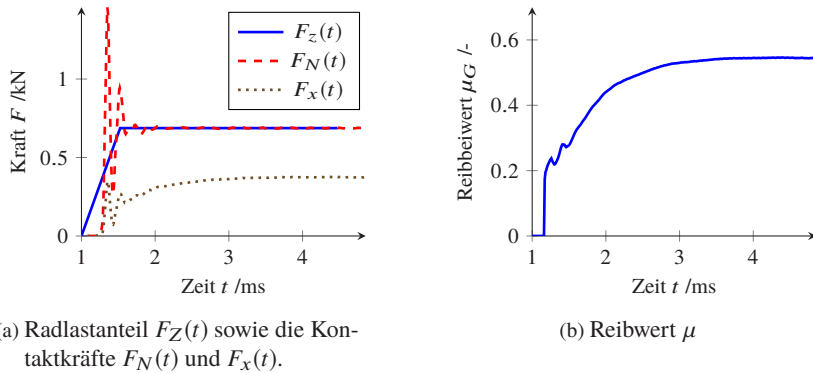 F_z(t)
F_N(t)
F_x(t)
Kraft F /kN
1
0.5
0
1 2 3 4
Zeit t /ms
(a) Radlastanteil F_Z(t) sowie die Kon-
taktkräfte F_N(t) und F_x(t).
Reibbeiwert μ_G /-
0.6
0.4
0.2
0
1 2 3 4
Zeit t /ms
(b) Reibwert μ